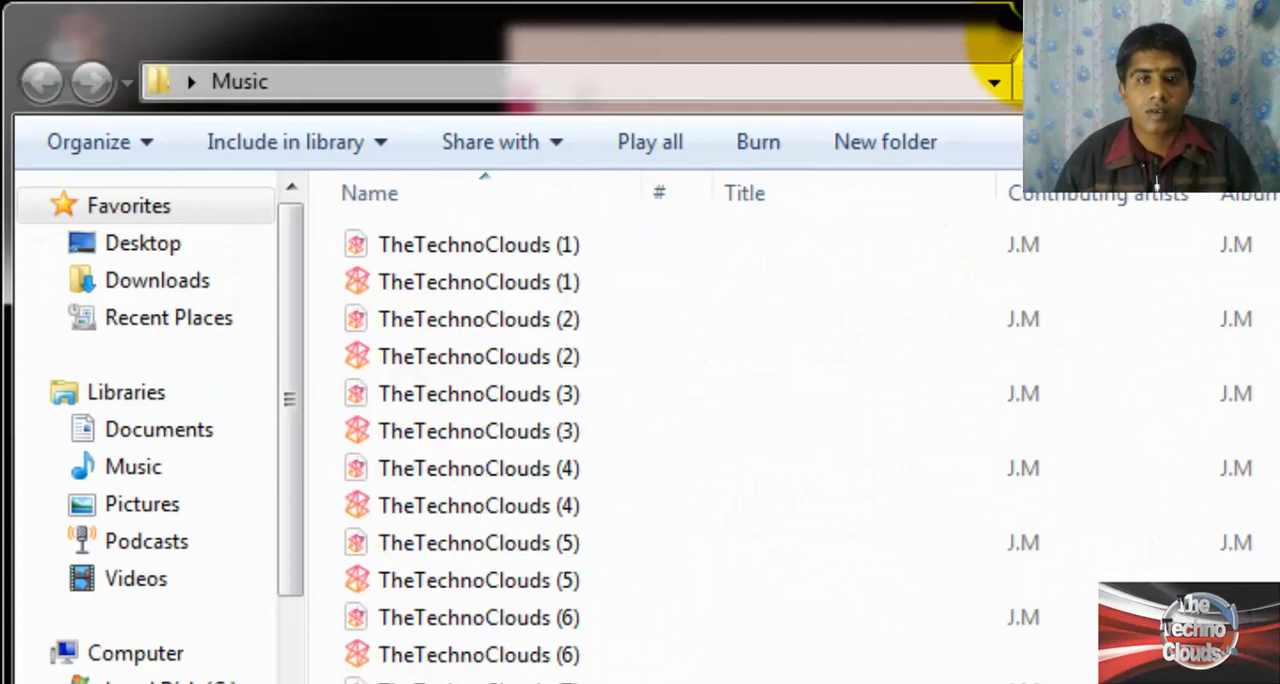 Music
Organize Include in library Share with Play all Burn New folder
Name # Title Contributing artists Album
Favorites
Desktop
Downloads
Recent Places
Libraries
Documents
Music
Pictures
Podcasts
Videos
Computer
TheTechnoClouds (1) J.M J.M
TheTechnoClouds (1)
TheTechnoClouds (2) J.M J.M
TheTechnoClouds (2)
TheTechnoClouds (3) J.M J.M
TheTechnoClouds (3)
TheTechnoClouds (4) J.M J.M
TheTechnoClouds (4)
TheTechnoClouds (5) J.M J.M
TheTechnoClouds (5)
TheTechnoClouds (6) J.M
TheTechnoClouds (6)
The
Techno
Clouds